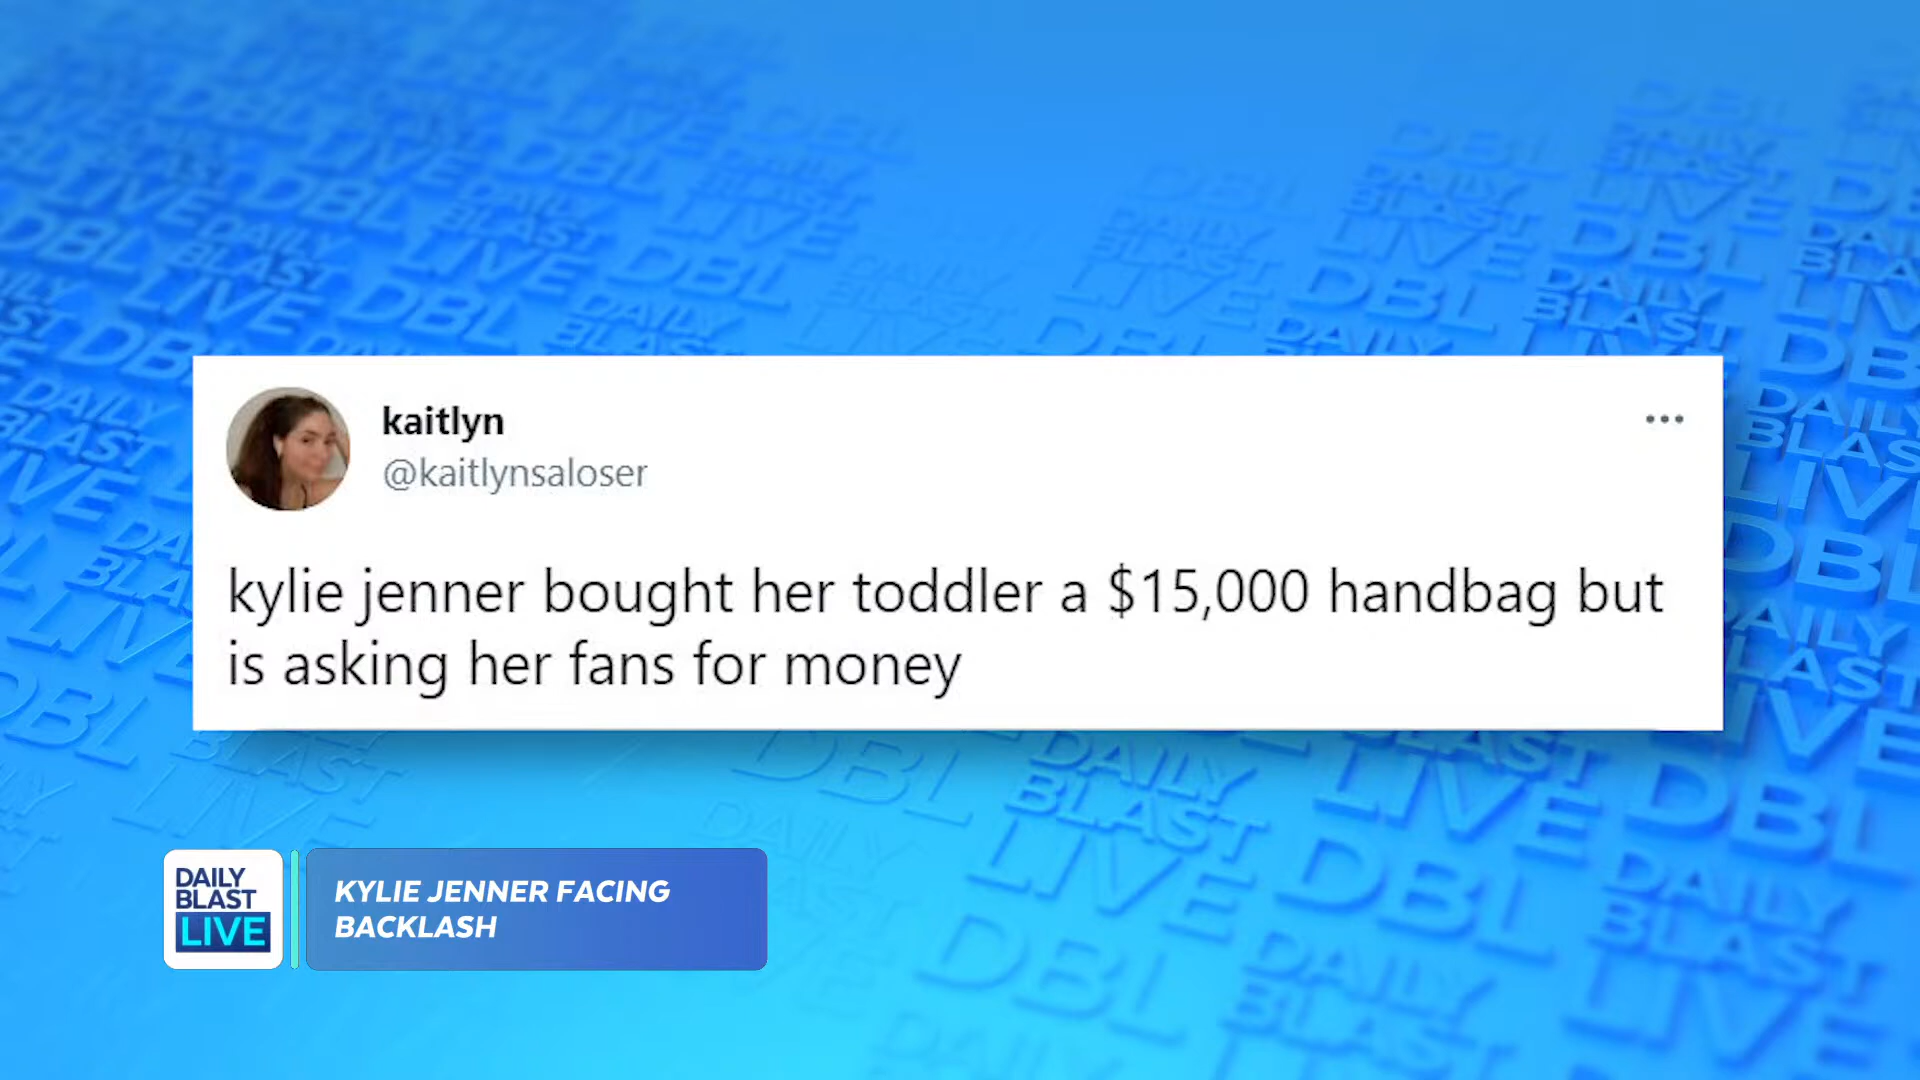 kaitlyn
@kaitlynsaloser
kylie jenner bought her toddler a $15,000 handbag but
is asking her fans for money
DAILY
BLAST
LIVE
KYLIE JENNER FACING
BACKLASH